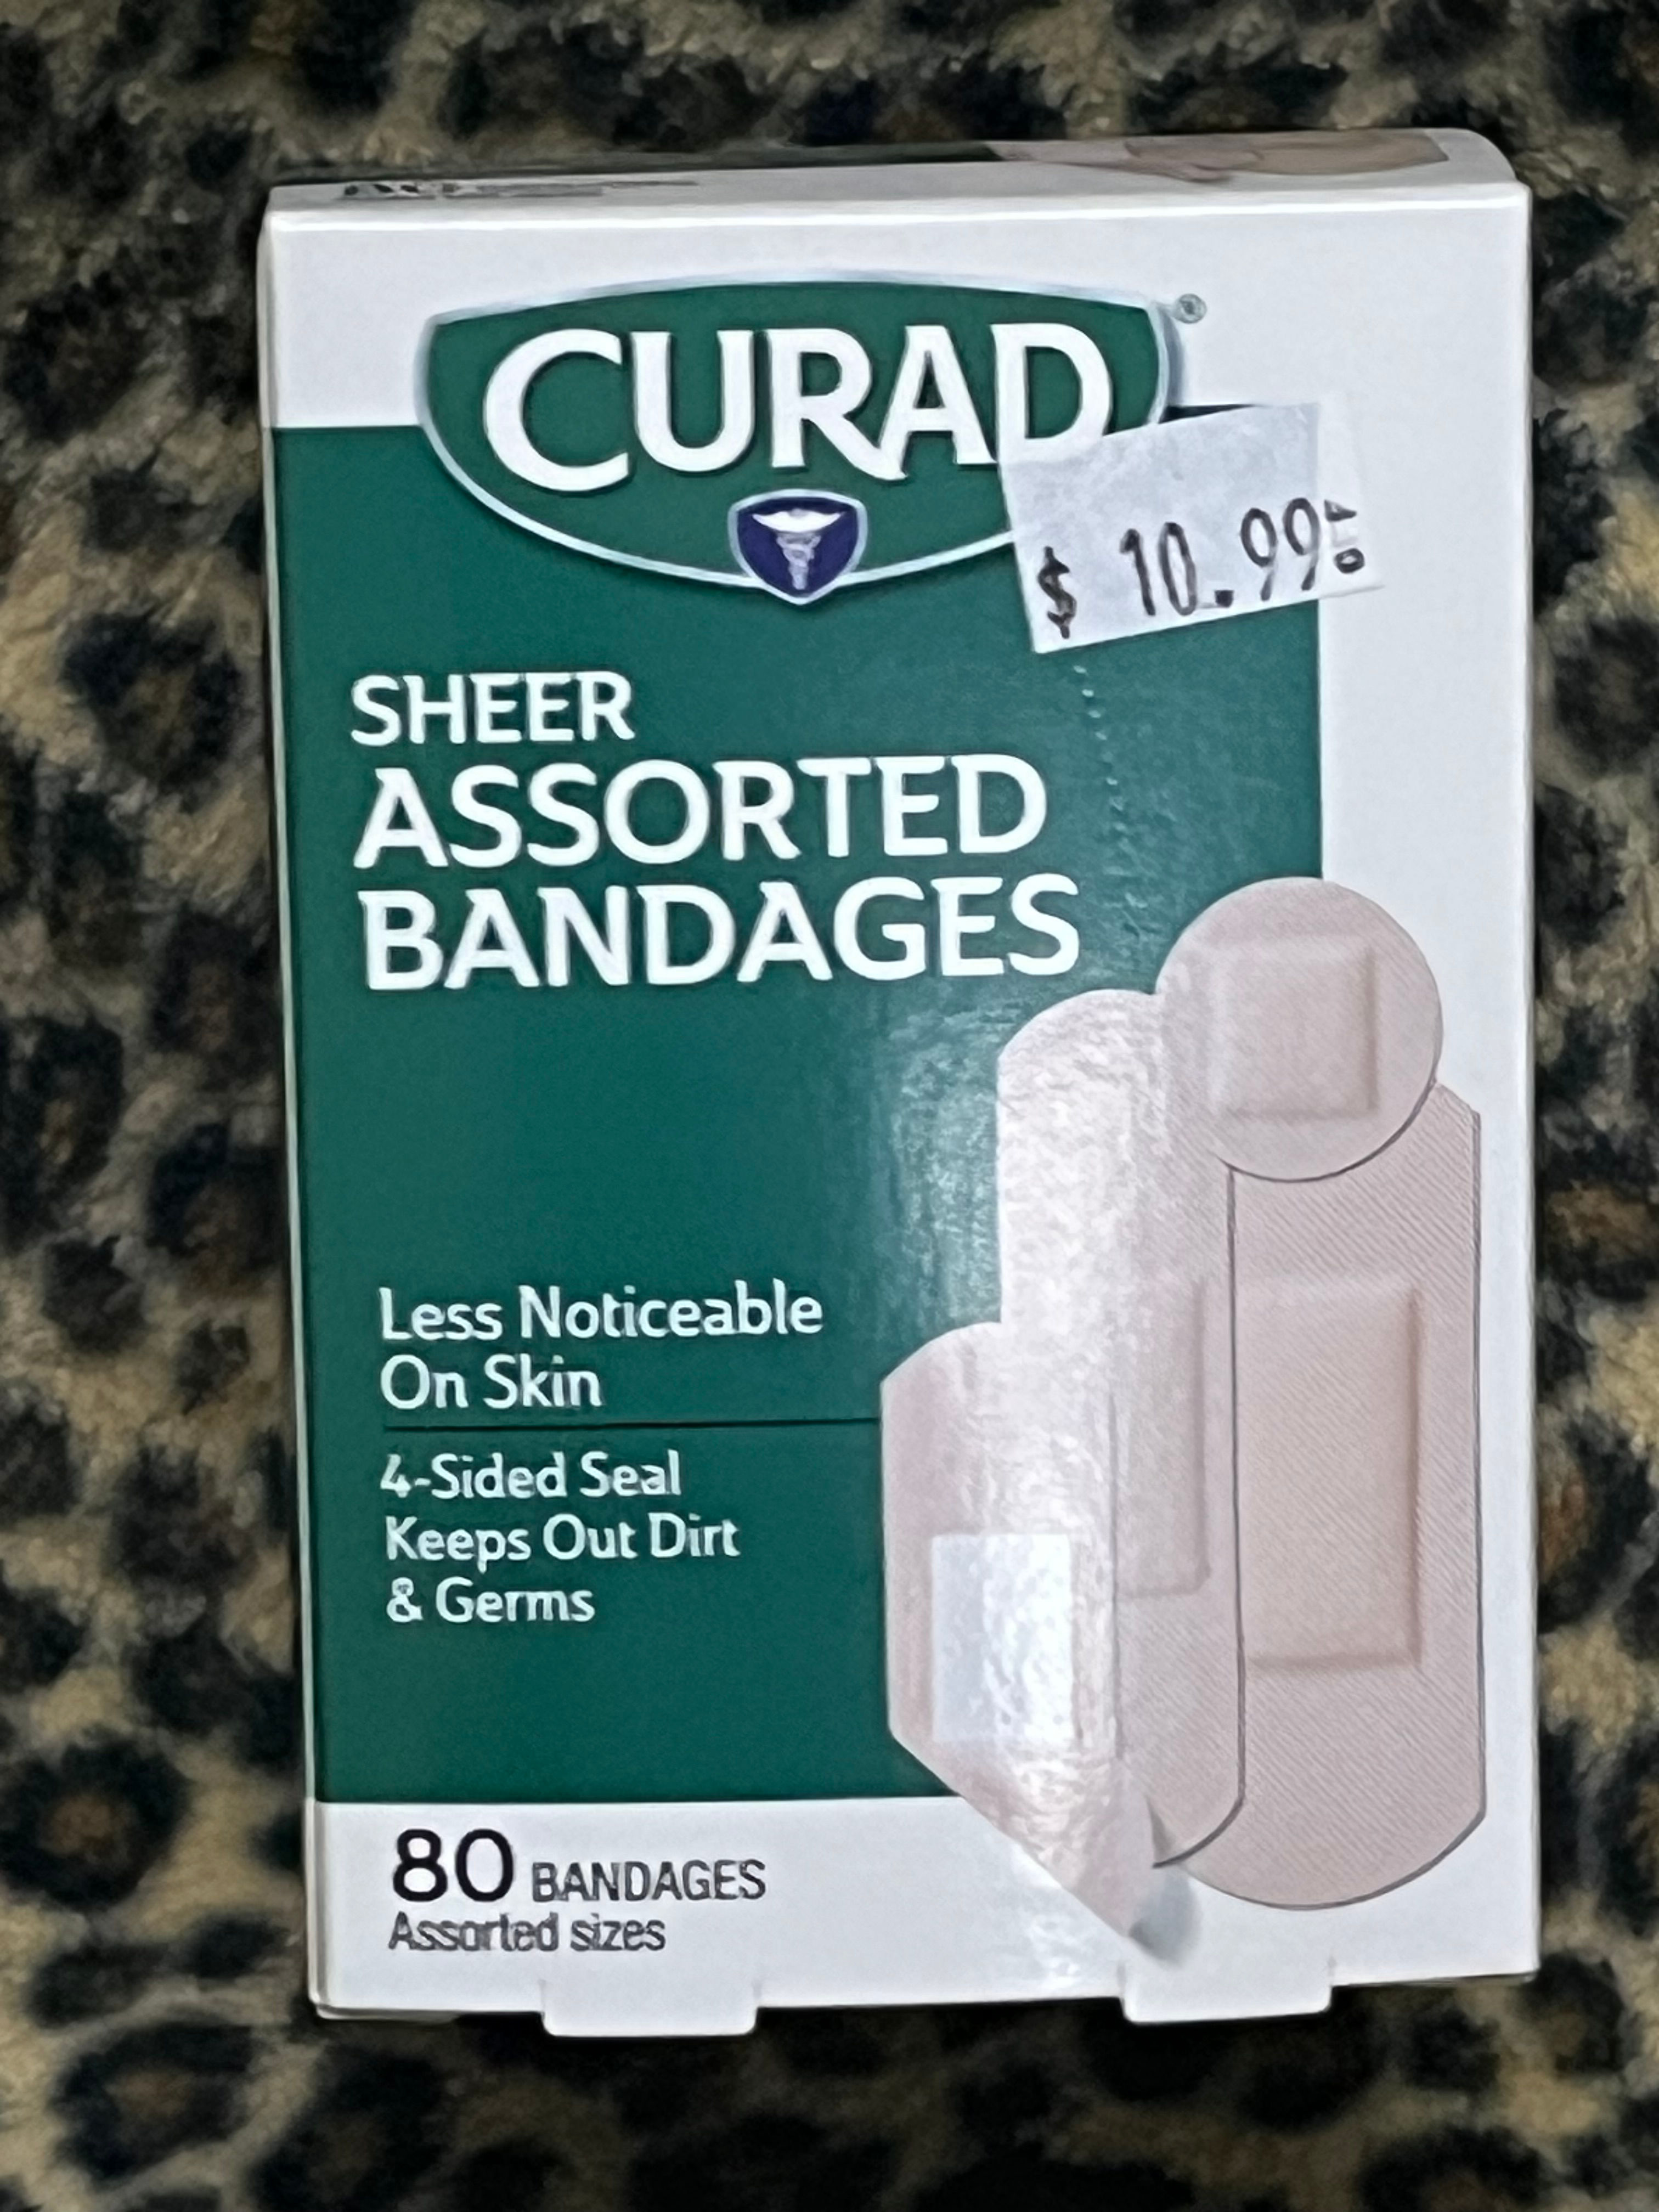 CURAD®
$ 10.99
SHEER
ASSORTED
BANDAGES
Less Noticeable
On Skin
4-Sided Seal
Keeps Out Dirt
& Germs
80 BANDAGES
Assorted sizes